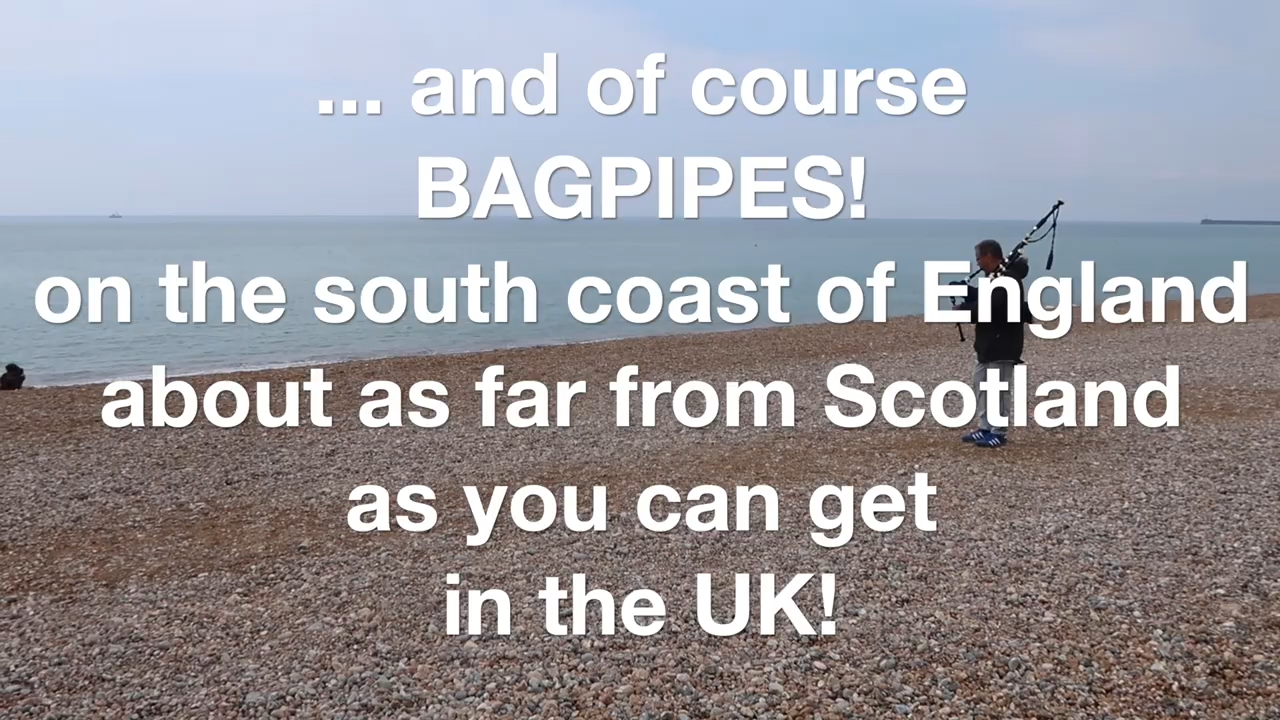 ... and of course
BAGPIPES!
on the south coast of England
about as far from Scotland
as you can get
in the UK!